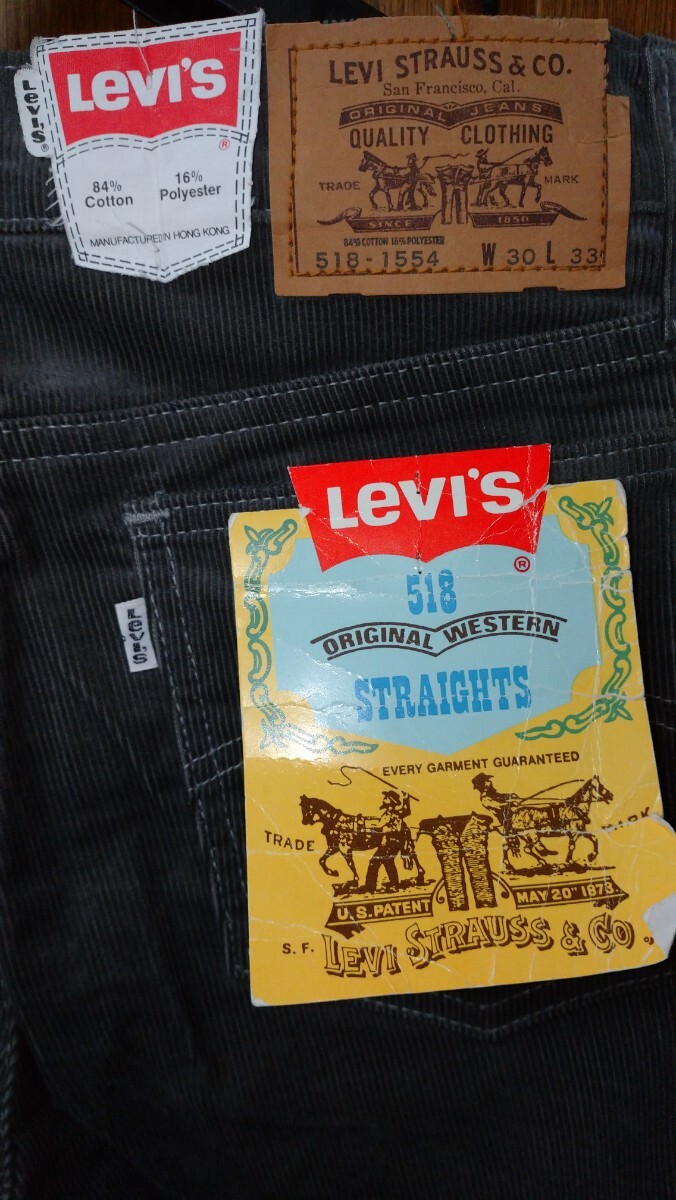 Levi's
®
Levi's
®
84%
Cotton
16%
Polyester
MANUFACTURED IN HONG KONG
LEVI STRAUSS & CO.
San Francisco, Cal.
ORIGINAL JEANS
QUALITY CLOTHING
TRADE MARK
SINCE 1850
84% COTTON 16% POLYESTER
518-1554 W 30 L 33
Levi's
Levi's
®
518
ORIGINAL WESTERN
STRAIGHTS
EVERY GARMENT GUARANTEED
TRADE MARK
U.S. PATENT MAY 20TH 1873
S. F. LEVI STRAUSS & CO.